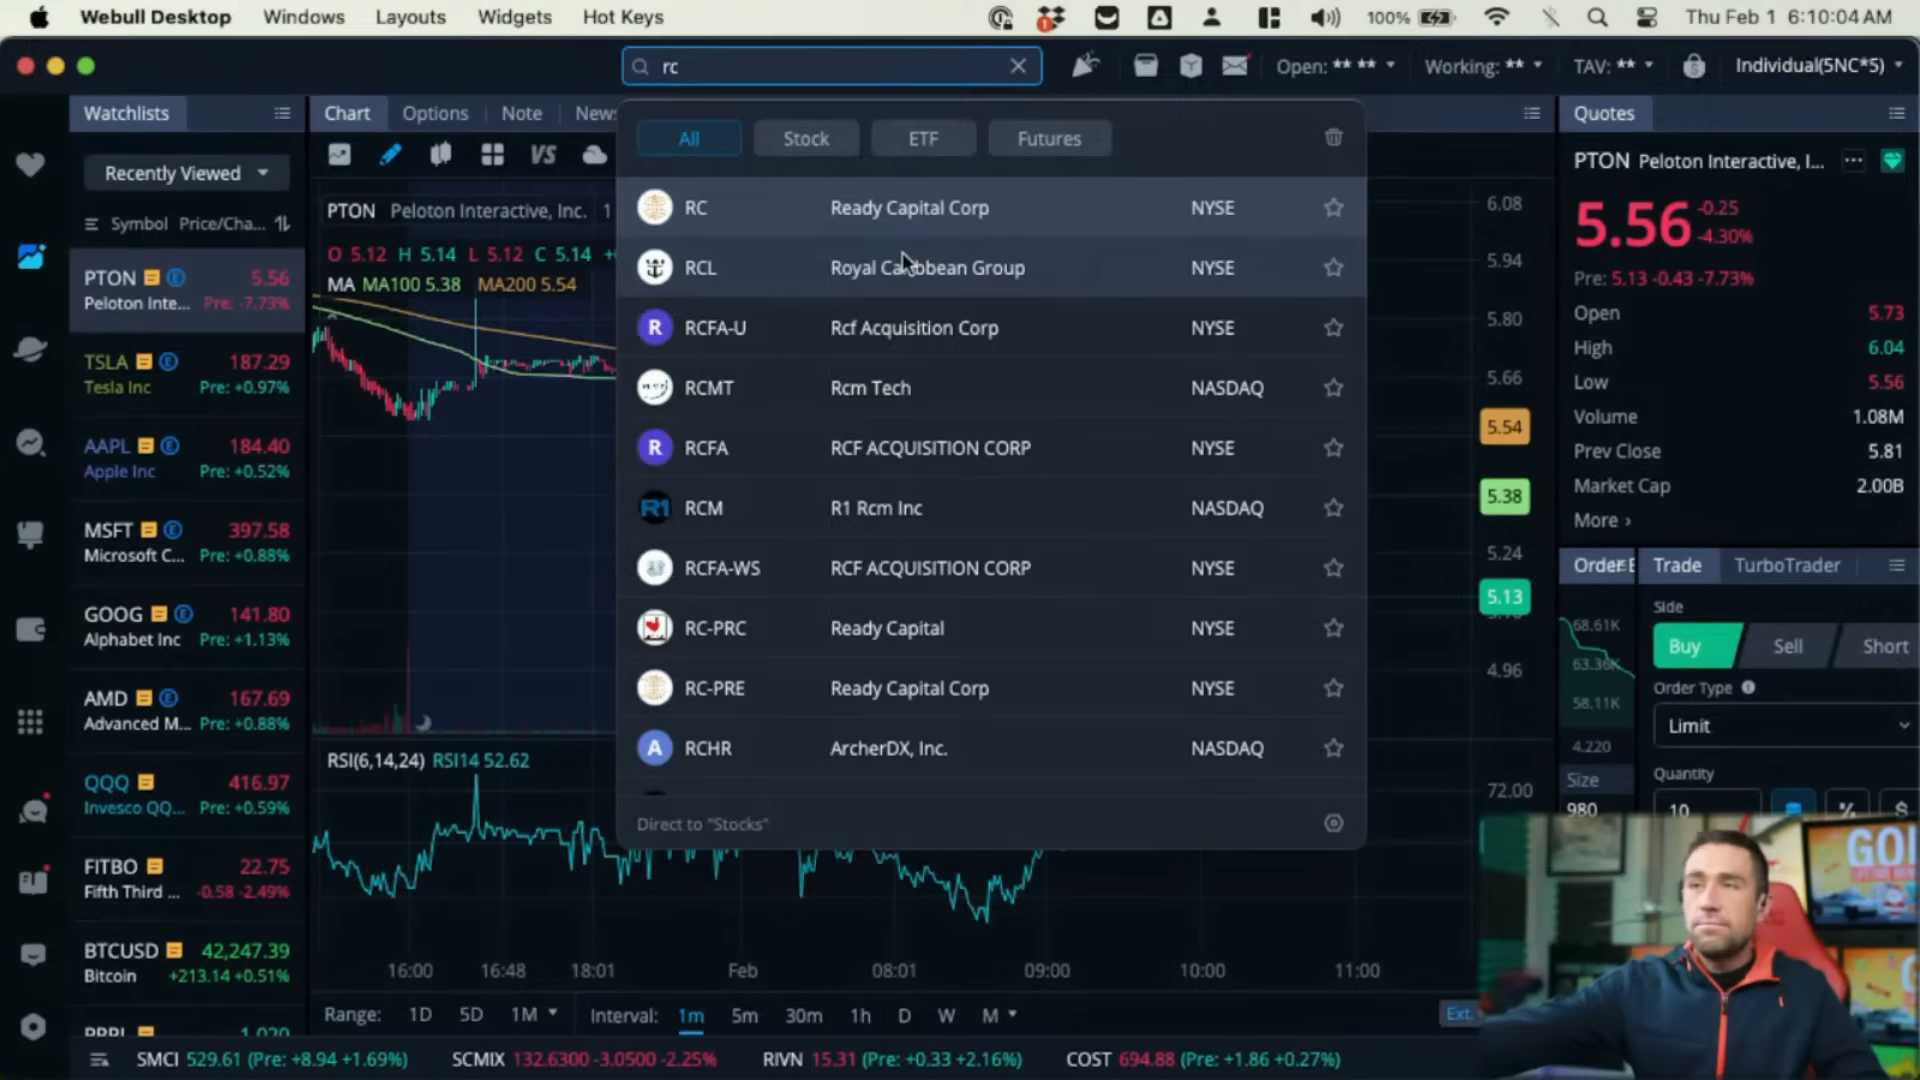 Webull Desktop Windows Layouts Widgets Hot Keys 1 100% Thu Feb 1 6:10:04 AM
rc Open: ** ** Working: ** TAV: ** Individual(5NC*5)
Watchlists
Recently Viewed
Symbol Price/Cha...
PTON 5.56
Peloton Inte... Pre: -7.73%
TSLA 187.29
Tesla Inc Pre: +0.97%
AAPL 184.40
Apple Inc Pre: +0.52%
MSFT 397.58
Microsoft C... Pre: +0.88%
GOOG 141.80
Alphabet Inc Pre: +1.13%
AMD 167.69
Advanced M... Pre: +0.88%
QQQ 416.97
Invesco QQ... Pre: +0.59%
FITBO 22.75
Fifth Third ... -0.58 -2.49%
BTCUSD 42,247.39
Bitcoin +213.14 +0.51%
1.020
Chart Options Note News
VS
PTON Peloton Interactive, Inc. 1
O 5.12 H 5.14 L 5.12 C 5.14 +
MA MA100 5.38 MA200 5.54
All Stock ETF Futures
RC Ready Capital Corp NYSE
RCL Royal Caribbean Group NYSE
R RCFA-U Rcf Acquisition Corp NYSE
RCMT Rcm Tech NASDAQ
R RCFA RCF ACQUISITION CORP NYSE
R1 RCM R1 Rcm Inc NASDAQ
RCFA-WS RCF ACQUISITION CORP NYSE
RC-PRC Ready Capital NYSE
RC-PRE Ready Capital Corp NYSE
A RCHR ArcherDX, Inc. NASDAQ
Direct to "Stocks"
6.08
5.94
5.80
5.66
5.54
5.38
5.24
5.13
4.96
RSI(6,14,24) RSI14 52.62
72.00
16:00 16:48 18:01 Feb 08:01 09:00 10:00 11:00
Range: 1D 5D 1M Interval: 1m 5m 30m 1h D W M Ext.
Quotes
PTON Peloton Interactive, I...
5.56 -0.25
-4.30%
Pre: 5.13 -0.43 -7.73%
Open 5.73
High 6.04
Low 5.56
Volume 1.08M
Prev Close 5.81
Market Cap 2.00B
More ›
Trade TurboTrader
68.61K
63.36K
58.11K
4.220
Size
980
Side
Buy Sell Short
Order Type
Limit
Quantity
10 % $
GO!
SMCI 529.61 (Pre: +8.94 +1.69%) SCMIX 132.6300 -3.0500 -2.25% RIVN 15.31 (Pre: +0.33 +2.16%) COST 694.88 (Pre: +1.86 +0.27%)